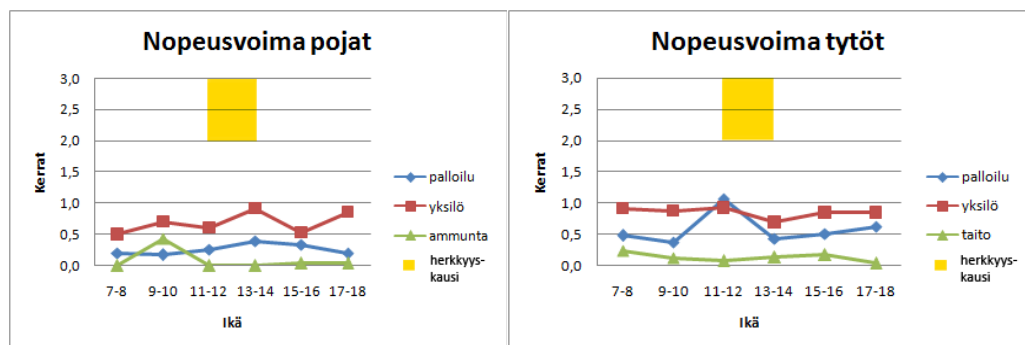 Nopeusvoima pojat
3,0
2,5
2,0
1,5
1,0
0,5
0,0
Kerrat
7-8 9-10 11-12 13-14 15-16 17-18
Ikä
palloilu
yksilö
ammunta
herkkyys-
kausi
Nopeusvoima tytöt
3,0
2,5
2,0
1,5
1,0
0,5
0,0
Kerrat
7-8 9-10 11-12 13-14 15-16 17-18
Ikä
palloilu
yksilö
taito
herkkyys-
kausi